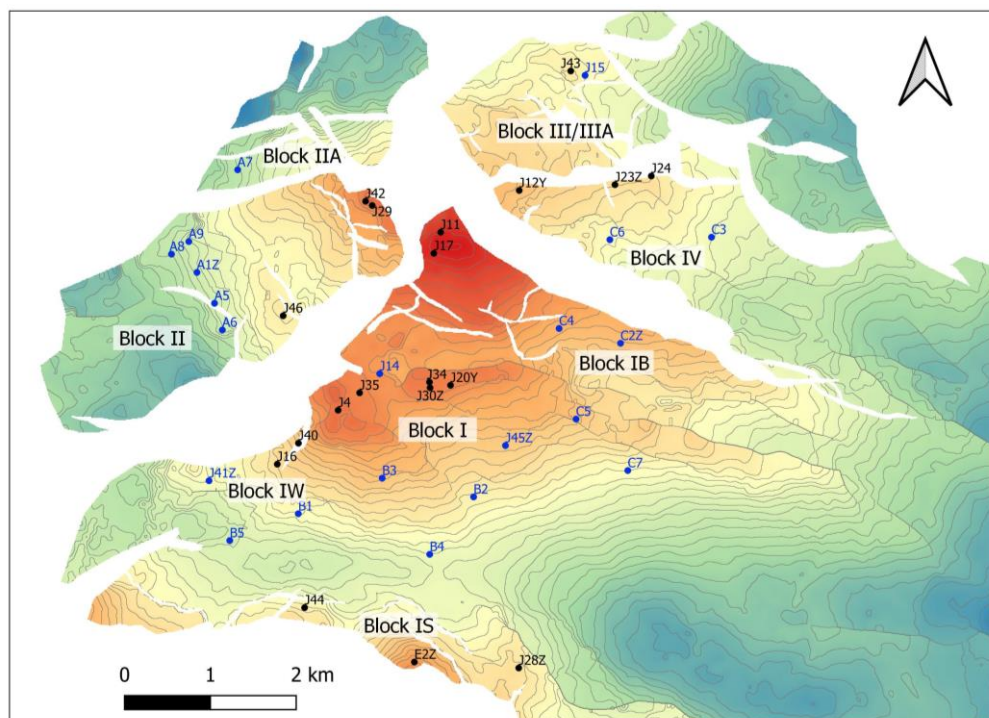 J43
J15
Block III/IIIA
Block IIA
A7
J42
J29
J12Y
J23Z
J24
J11
J17
A9
A8
A1Z
A5
A6
J46
Block II
C6
C3
Block IV
C4
C2Z
Block IB
J14
J35
J34
J30Z
J20Y
J4
Block I
C5
J45Z
J40
J16
J41Z
Block IW
B3
B2
C7
B1
B5
B4
J44
Block IS
E2Z
J28Z
0 1 2 km